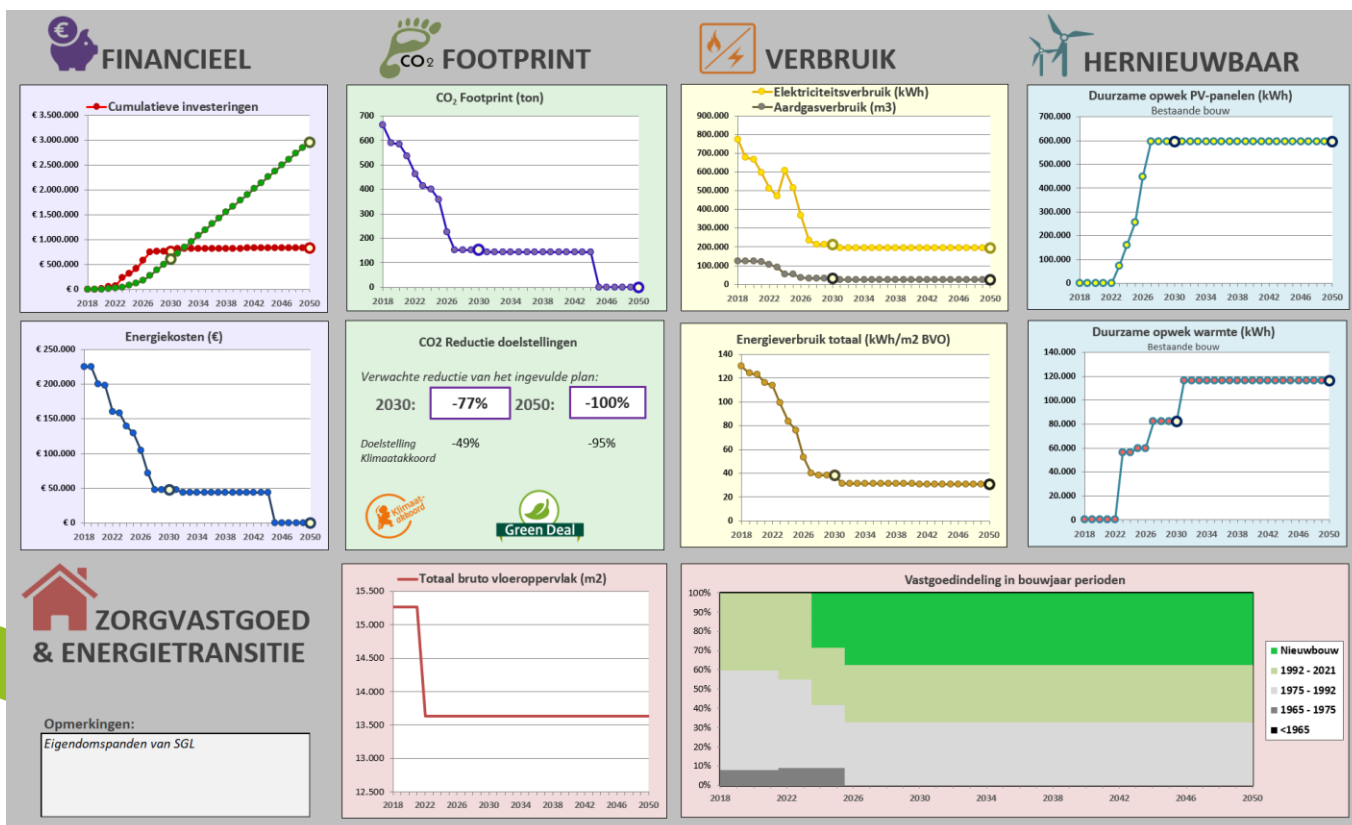 FINANCIEEL
CO2 FOOTPRINT
VERBRUIK
HERNIEUWBAAR
Cumulatieve investeringen
€ 3.500.000
€ 3.000.000
€ 2.500.000
€ 2.000.000
€ 1.500.000
€ 1.000.000
€ 500.000
€ 0
2018 2022 2026 2030 2034 2038 2042 2046 2050
CO2 Footprint (ton)
700
600
500
400
300
200
100
0
2018 2022 2026 2030 2034 2038 2042 2046 2050
Elektriciteitsverbruik (kWh)
Aardgasverbruik (m3)
900.000
800.000
700.000
600.000
500.000
400.000
300.000
200.000
100.000
0
2018 2022 2026 2030 2034 2038 2042 2046 2050
Duurzame opwek PV-panelen (kWh)
Bestaande bouw
700.000
600.000
500.000
400.000
300.000
200.000
100.000
0
2018 2022 2026 2030 2034 2038 2042 2046 2050
Energiekosten (€)
€ 250.000
€ 200.000
€ 150.000
€ 100.000
€ 50.000
€ 0
2018 2022 2026 2030 2034 2038 2042 2046 2050
CO2 Reductie doelstellingen
Verwachte reductie van het ingevulde plan:
2030: -77% 2050: -100%
Doelstelling -49% -95%
Klimaatakkoord
Klimaat-
akkoord
Green Deal
Energieverbruik totaal (kWh/m2 BVO)
140
120
100
80
60
40
20
0
2018 2022 2026 2030 2034 2038 2042 2046 2050
Duurzame opwek warmte (kWh)
Bestaande bouw
140.000
120.000
100.000
80.000
60.000
40.000
20.000
0
2018 2022 2026 2030 2034 2038 2042 2046 2050
ZORGVASTGOED
& ENERGIETRANSITIE
Opmerkingen:
Eigendomspanden van SGL
Totaal bruto vloeroppervlak (m2)
15.500
15.000
14.500
14.000
13.500
13.000
12.500
2018 2022 2026 2030 2034 2038 2042 2046 2050
Vastgoedindeling in bouwjaar perioden
100%
90%
80%
70%
60%
50%
40%
30%
20%
10%
0%
2018 2022 2026 2030 2034 2038 2042 2046 2050
Nieuwbouw
1992 - 2021
1975 - 1992
1965 - 1975
<1965